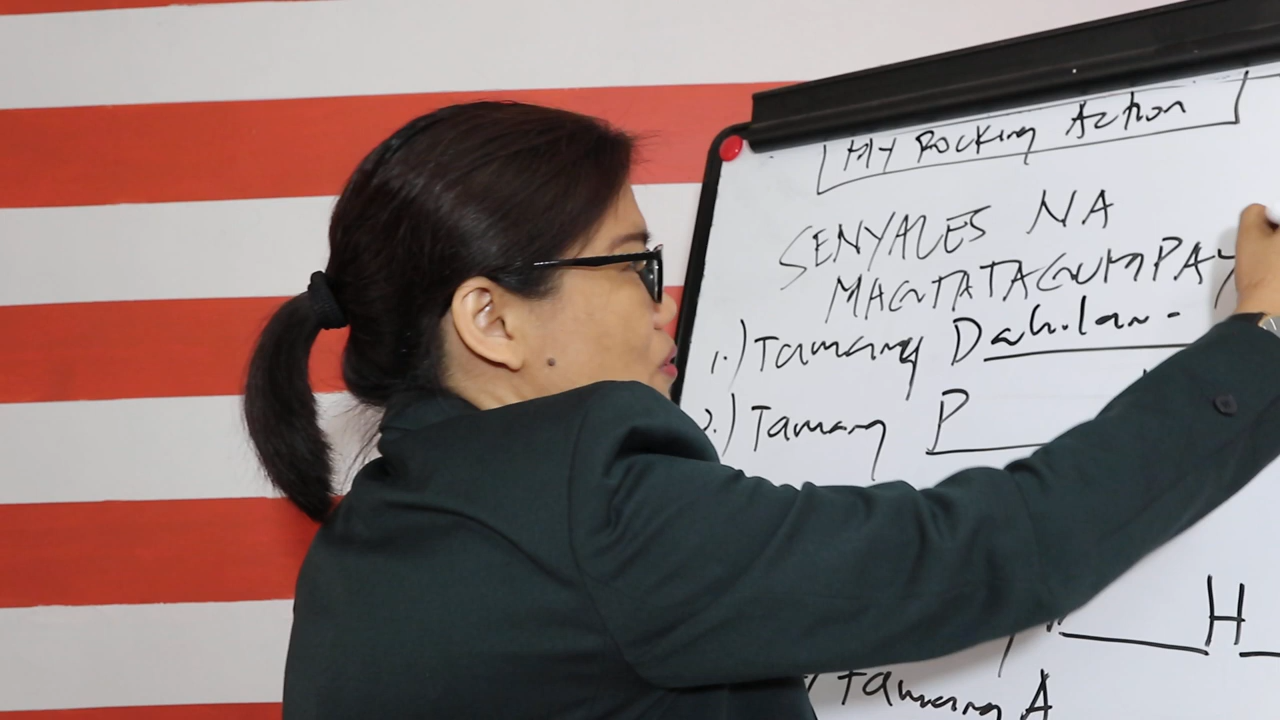 My Rocking Action
SENYALES NA
MAGTATAGUMPAY
1.) Tamang Dahilan.
2.) Tamang P
H
Tamang A